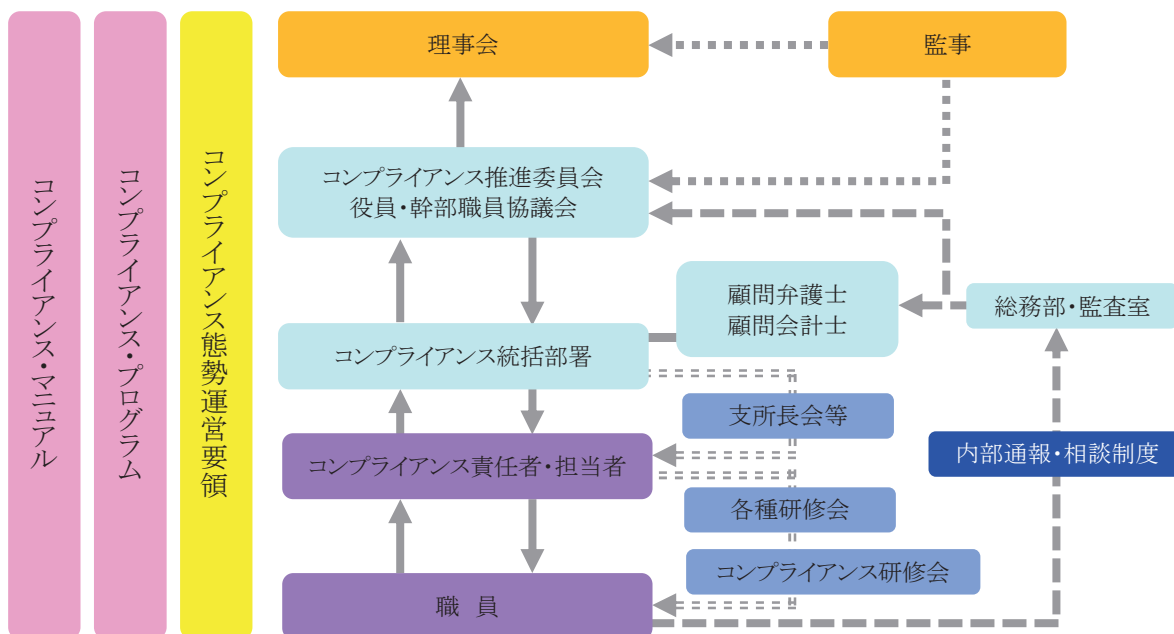 コンプライアンス・マニュアル
コンプライアンス・プログラム
コンプライアンス態勢運営要領
理事会
監事
コンプライアンス推進委員会
役員・幹部職員協議会
顧問弁護士
顧問会計士
総務部・監査室
コンプライアンス統括部署
支所長会等
コンプライアンス責任者・担当者
内部通報・相談制度
各種研修会
コンプライアンス研修会
職 員